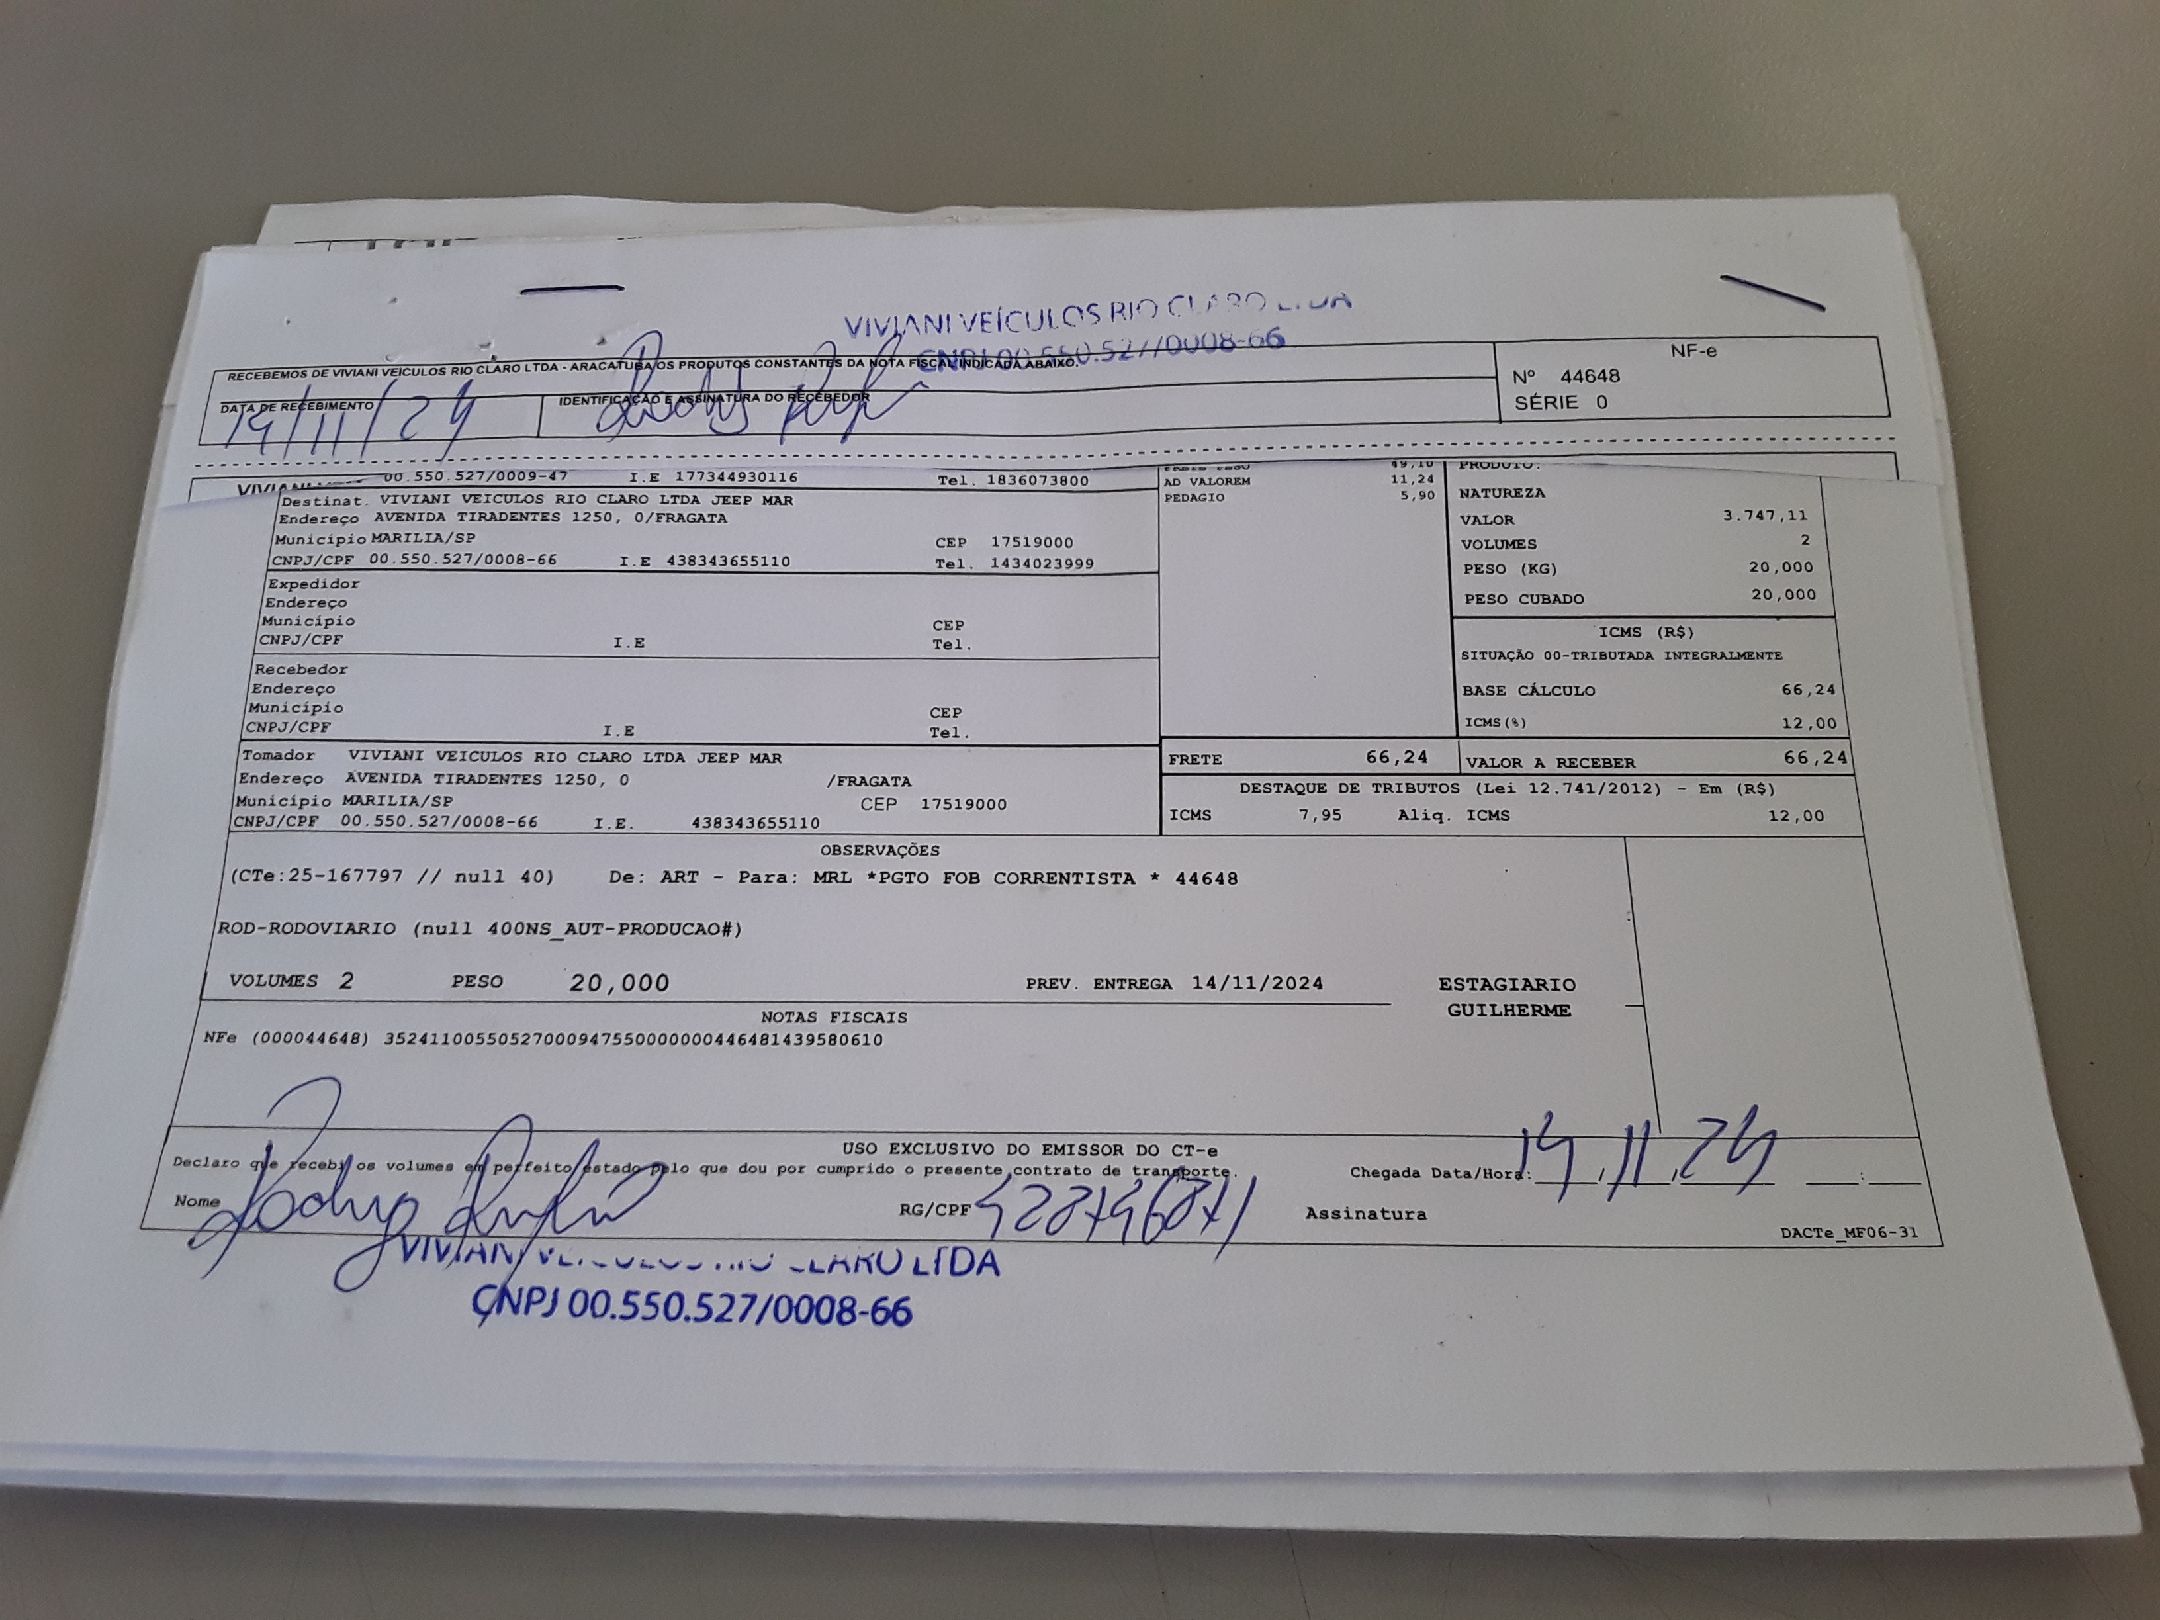 VIVIANI VEÍCULOS RIO CLARO LTDA
CNPJ 00.550.527/0008-66
RECEBEMOS DE VIVIANI VEICULOS RIO CLARO LTDA - ARACATUBA OS PRODUTOS CONSTANTES DA NOTA FISCAL INDICADA ABAIXO.
NF-e
Nº 44648
SÉRIE 0
DATA DE RECEBIMENTO
IDENTIFICAÇÃO E ASSINATURA DO RECEBEDOR
14/11/24
00.550.527/0009-47 I.E 177344930116 Tel. 1836073800
49,10 PRODUTO:
AD VALOREM 11,24
PEDAGIO 5,90
Destinat. VIVIANI VEICULOS RIO CLARO LTDA JEEP MAR
Endereço AVENIDA TIRADENTES 1250, 0/FRAGATA
Município MARILIA/SP CEP 17519000
CNPJ/CPF 00.550.527/0008-66 I.E 438343655110 Tel. 1434023999
NATUREZA
VALOR 3.747,11
VOLUMES 2
PESO (KG) 20,000
PESO CUBADO 20,000
Expedidor
Endereço
Município CEP
CNPJ/CPF I.E Tel.
ICMS (R$)
SITUAÇÃO 00-TRIBUTADA INTEGRALMENTE
BASE CÁLCULO 66,24
ICMS(%) 12,00
Recebedor
Endereço
Município CEP
CNPJ/CPF I.E Tel.
Tomador VIVIANI VEICULOS RIO CLARO LTDA JEEP MAR
Endereço AVENIDA TIRADENTES 1250, 0 /FRAGATA
Município MARILIA/SP CEP 17519000
CNPJ/CPF 00.550.527/0008-66 I.E. 438343655110
FRETE 66,24 VALOR A RECEBER 66,24
DESTAQUE DE TRIBUTOS (Lei 12.741/2012) - Em (R$)
ICMS 7,95 Aliq. ICMS 12,00
OBSERVAÇÕES
(CTe:25-167797 // null 40) De: ART - Para: MRL *PGTO FOB CORRENTISTA * 44648
ROD-RODOVIARIO (null 400NS_AUT-PRODUCAO#)
VOLUMES 2 PESO 20,000 PREV. ENTREGA 14/11/2024 ESTAGIARIO
GUILHERME
NOTAS FISCAIS
NFe (000044648) 35241100550527000947550000000446481439580610
USO EXCLUSIVO DO EMISSOR DO CT-e
Declaro que recebi os volumes em perfeito estado pelo que dou por cumprido o presente contrato de transporte.
Chegada Data/Hora: 14/11/24
Nome RG/CPF Assinatura
DACTe_MF06-31
VIVIANI VEÍCULOS RIO CLARO LTDA
CNPJ 00.550.527/0008-66